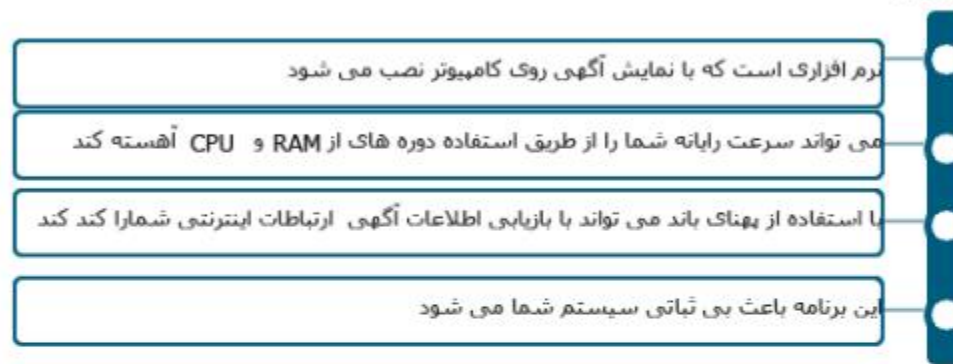 نرم افزاری است که با نمایش آگهی روی کامپیوتر نصب می شود
می تواند سرعت رایانه شما را از طریق استفاده دوره های از RAM و CPU آهسته کند
با استفاده از پهنای باند می تواند با بازیابی اطلاعات آگهی ارتباطات اینترنتی شمارا کند کند
این برنامه باعث بی ثباتی سیستم شما می شود